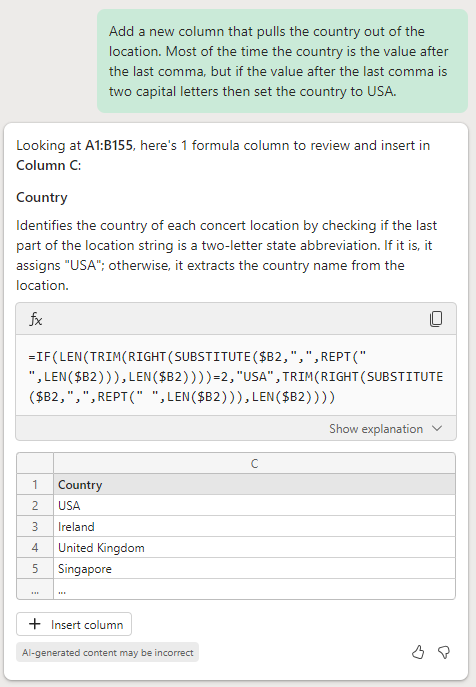 Add a new column that pulls the country out of the
location. Most of the time the country is the value after
the last comma, but if the value after the last comma is
two capital letters then set the country to USA.
Looking at A1:B155, here's 1 formula column to review and insert in
Column C:
Country
Identifies the country of each concert location by checking if the last
part of the location string is a two-letter state abbreviation. If it is, it
assigns "USA"; otherwise, it extracts the country name from the
location.
fx
=IF(LEN(TRIM(RIGHT(SUBSTITUTE($B2,",",REPT("
",LEN($B2))),LEN($B2))))=2,"USA",TRIM(RIGHT(SUBSTITUTE
($B2,",",REPT(" ",LEN($B2))),LEN($B2))))
Show explanation
C
1 Country
2 USA
3 Ireland
4 United Kingdom
5 Singapore
... ...
+ Insert column
AI-generated content may be incorrect